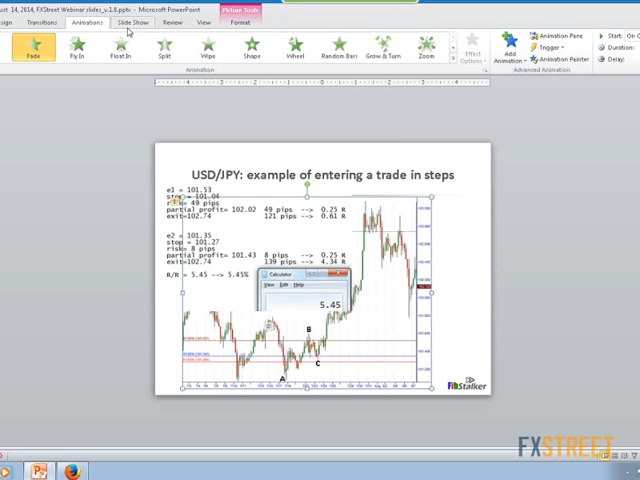 ust 14, 2014, FXStreet Webinar slides_v.1.8.pptx - Microsoft PowerPoint
Picture Tools
sign Transitions Animations Slide Show Review View Format
Fade Fly In Float In Split Wipe Shape Wheel Random Bars Grow & Turn Zoom
Effect Options
Add Animation
Animation Pane
Trigger
Animation Painter
Start: On C
Duration:
Delay:
Animation
Advanced Animation
USD/JPY: example of entering a trade in steps
e1 = 101.53
stop = 101.04
risk= 49 pips
partial profit= 102.02 49 pips --> 0.25 R
exit=102.74 121 pips --> 0.61 R
e2 = 101.35
stop = 101.27
risk= 8 pips
partial profit= 101.43 8 pips --> 0.25 R
exit=102.74 139 pips --> 4.34 R
R/R = 5.45 --> 5.45%
Calculator
View Edit Help
5.45
B
C
A
FibStalker
FXSTREET